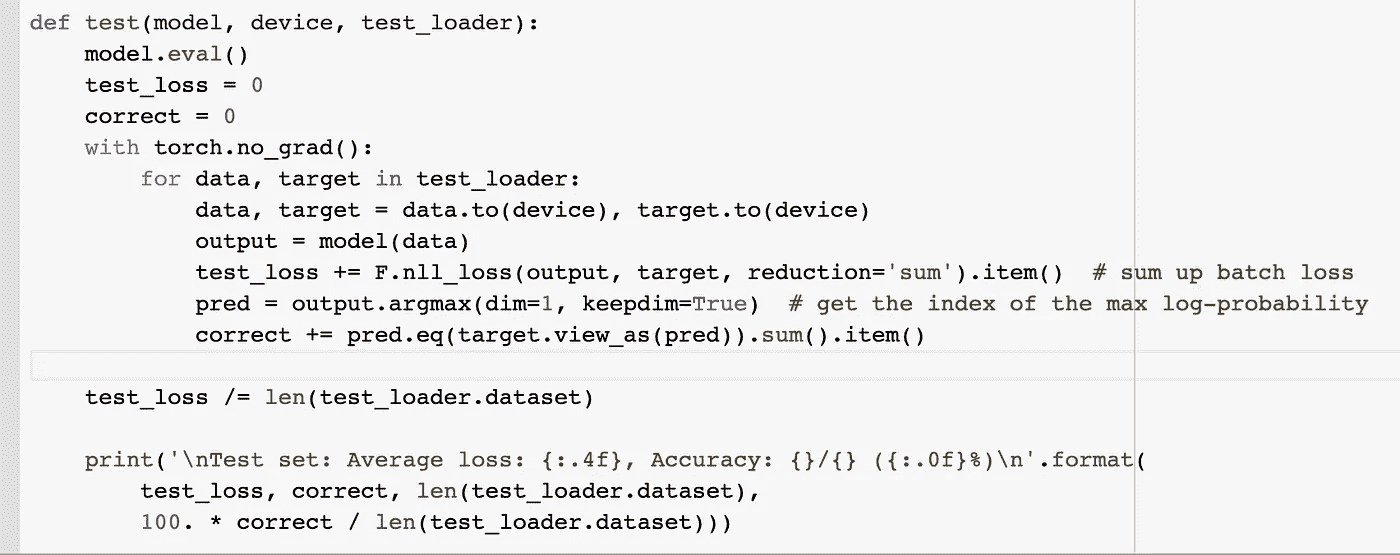 def test(model, device, test_loader):
    model.eval()
    test_loss = 0
    correct = 0
    with torch.no_grad():
        for data, target in test_loader:
            data, target = data.to(device), target.to(device)
            output = model(data)
            test_loss += F.nll_loss(output, target, reduction='sum').item()  # sum up batch loss
            pred = output.argmax(dim=1, keepdim=True)  # get the index of the max log-probability
            correct += pred.eq(target.view_as(pred)).sum().item()

    test_loss /= len(test_loader.dataset)

    print('\nTest set: Average loss: {:.4f}, Accuracy: {}/{} ({:.0f}%)\n'.format(
        test_loss, correct, len(test_loader.dataset),
        100. * correct / len(test_loader.dataset)))